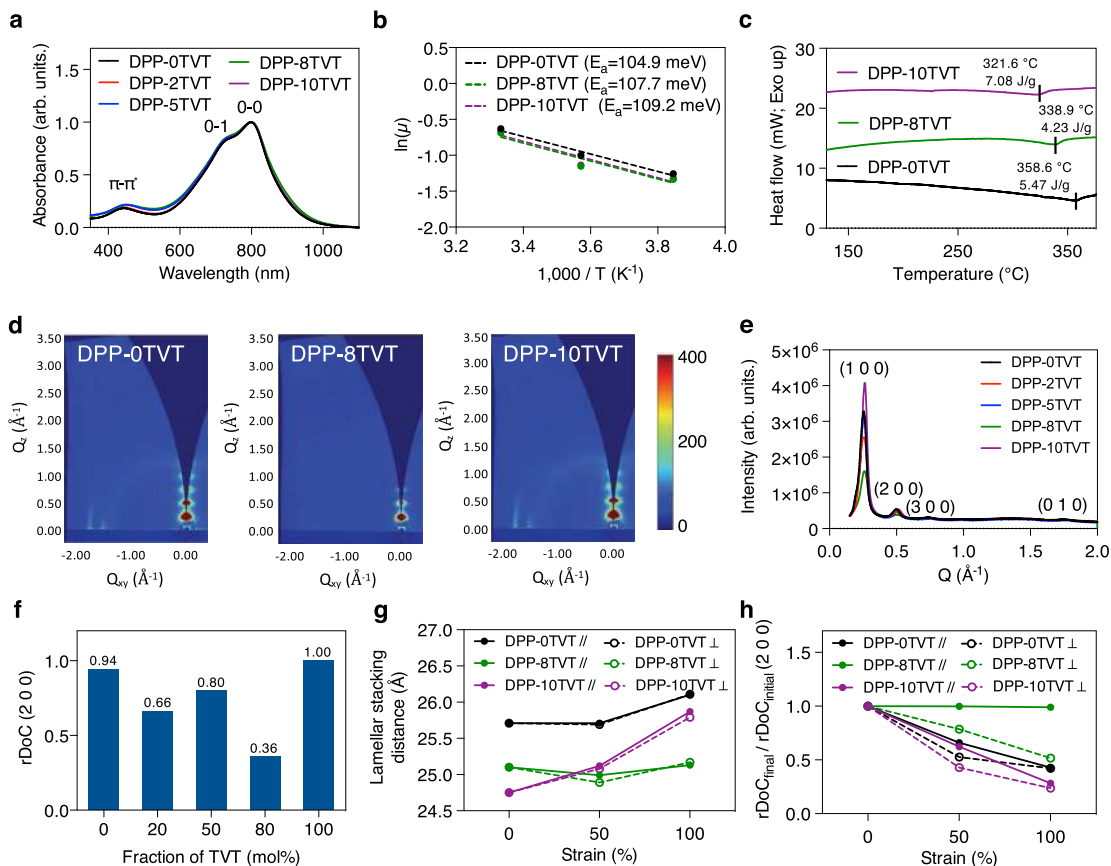 a
Absorbance (arb. units.)
1.5
1.0
0.5
0.0
DPP-0TVT
DPP-2TVT
DPP-5TVT
DPP-8TVT
DPP-10TVT
0-0
0-1
π-π*
400 600 800 1000
Wavelength (nm)
b
ln(μ)
0.5
0.0
-0.5
-1.0
-1.5
-2.0
DPP-0TVT (Ea=104.9 meV)
DPP-8TVT (Ea=107.7 meV)
DPP-10TVT (Ea=109.2 meV)
3.2 3.4 3.6 3.8 4.0
1,000 / T (K⁻¹)
c
Heat flow (mW; Exo up)
30
20
10
0
DPP-10TVT
321.6 °C
7.08 J/g
DPP-8TVT
338.9 °C
4.23 J/g
DPP-0TVT
358.6 °C
5.47 J/g
150 250 350
Temperature (°C)
d
Qz (Å⁻¹)
3.50
3.00
2.50
2.00
1.50
1.00
0.50
0.00
DPP-0TVT
-2.00 0.00
Qxy (Å⁻¹)
Qz (Å⁻¹)
3.50
3.00
2.50
2.00
1.50
1.00
0.50
0.00
DPP-8TVT
-2.00 0.00
Qxy (Å⁻¹)
Qz (Å⁻¹)
3.50
3.00
2.50
2.00
1.50
1.00
0.50
0.00
DPP-10TVT
-2.00 0.00
Qxy (Å⁻¹)
400
200
0
e
Intensity (arb. units.)
5×10⁶
4×10⁶
3×10⁶
2×10⁶
1×10⁶
0
(1 0 0)
(2 0 0)
(3 0 0)
(0 1 0)
DPP-0TVT
DPP-2TVT
DPP-5TVT
DPP-8TVT
DPP-10TVT
0.0 0.5 1.0 1.5 2.0
Q (Å⁻¹)
f
rDoC (2 0 0)
1.0
0.5
0.0
0.94
0.66
0.80
0.36
1.00
0 20 50 80 100
Fraction of TVT (mol%)
g
Lamellar stacking
distance (Å)
27.0
26.5
26.0
25.5
25.0
24.5
DPP-0TVT // DPP-0TVT ⊥
DPP-8TVT // DPP-8TVT ⊥
DPP-10TVT // DPP-10TVT ⊥
0 50 100
Strain (%)
h
rDoCfinal / rDoCinitial (2 0 0)
1.5
1.0
0.5
0.0
DPP-0TVT // DPP-0TVT ⊥
DPP-8TVT // DPP-8TVT ⊥
DPP-10TVT // DPP-10TVT ⊥
0 50 100
Strain (%)